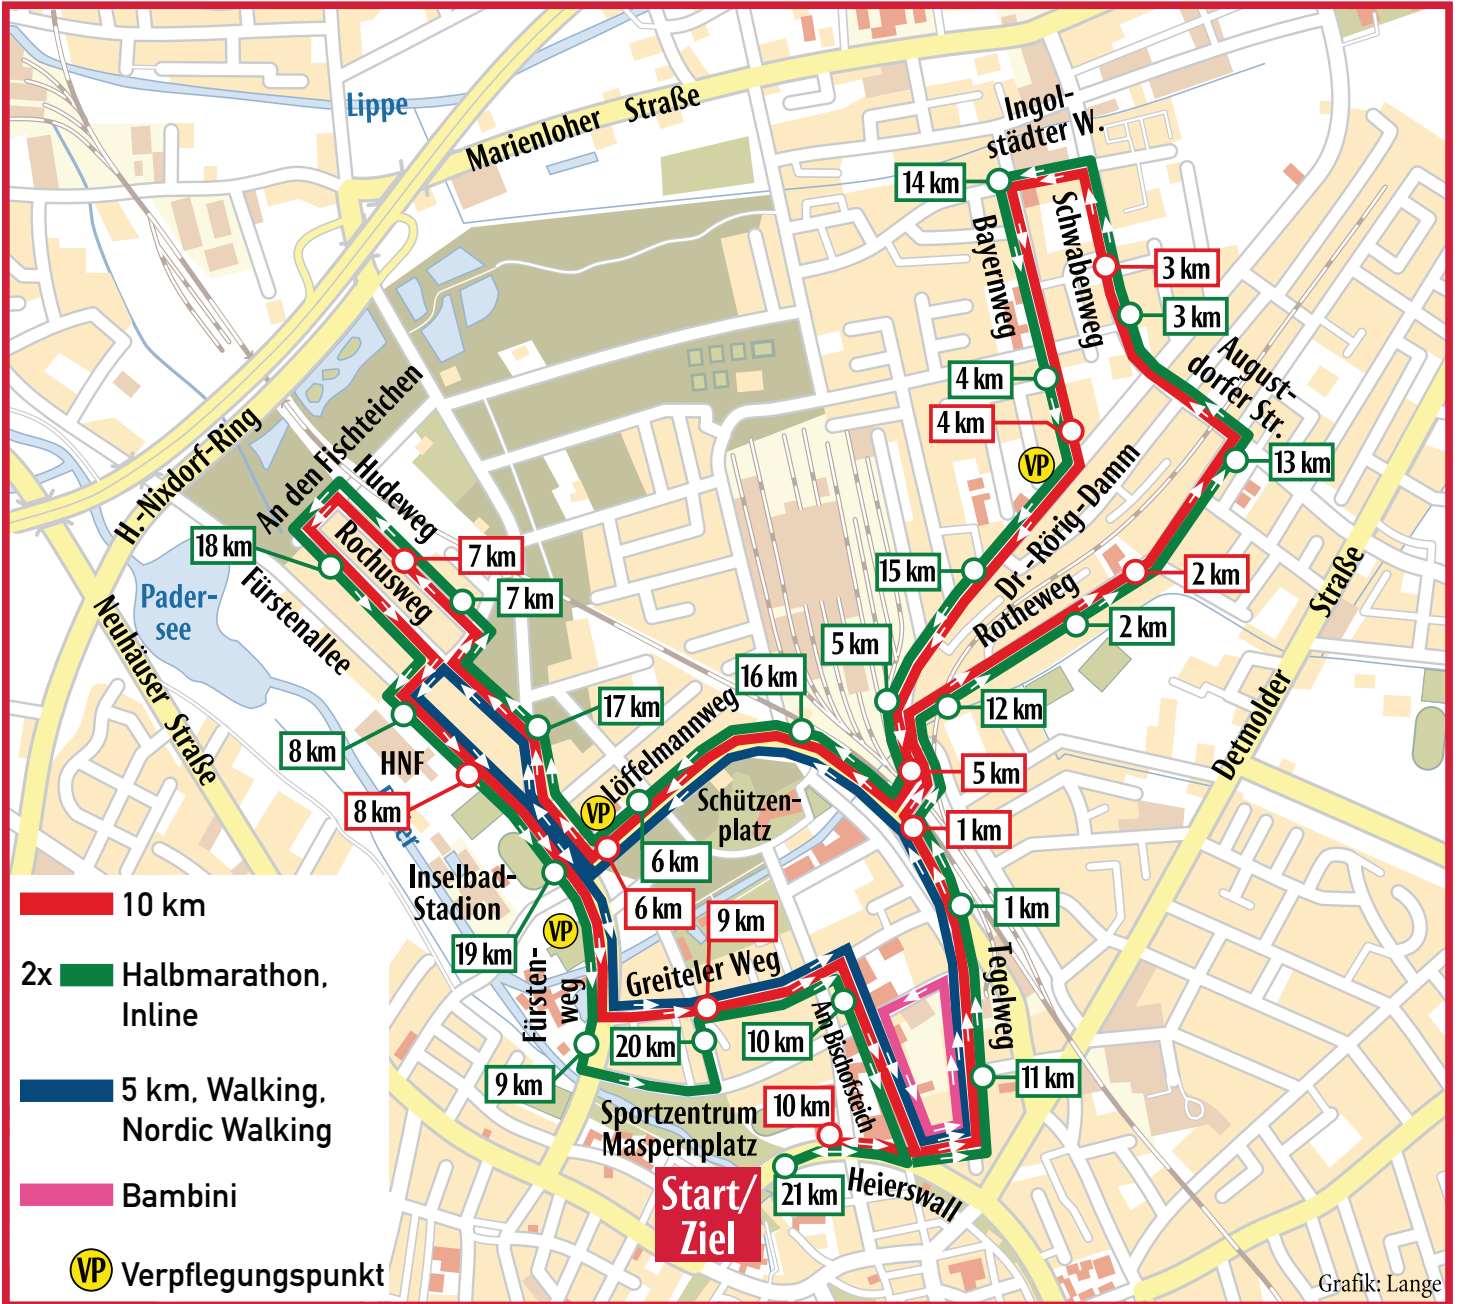 Lippe
Marienloher Straße
Ingol-
städter W.
14 km
Bayernweg
Schwabenweg
3 km
3 km
August-
dorfer Str.
4 km
4 km
VP
13 km
H.-Nixdorf-Ring
An den Fischteichen
Hudeweg
Rochusweg
18 km
7 km
7 km
Fürstenallee
Pader-
see
Neuhäuser Straße
Dr.-Rörig-Damm
Rotheweg
15 km
2 km
2 km
5 km
Detmolder Straße
16 km
17 km
12 km
8 km
HNF
Löffelmannweg
VP
Schützen-
platz
5 km
8 km
1 km
6 km
Inselbad-
Stadion
6 km
9 km
1 km
VP
19 km
Fürsten-
weg
Greiteler Weg
Tegelweg
20 km
10 km
Am Bischofsteich
11 km
9 km
Sportzentrum
Maspernplatz
10 km
21 km
Heierswall
Start/
Ziel
10 km
2x Halbmarathon,
Inline
5 km, Walking,
Nordic Walking
Bambini
VP Verpflegungspunkt
Grafik: Lange